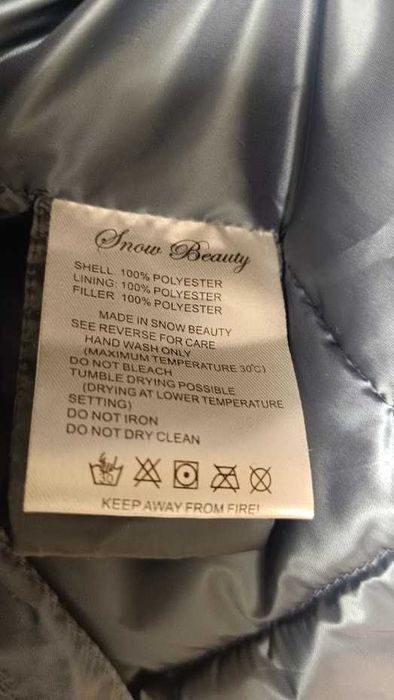 Snow Beauty
SHELL: 100% POLYESTER
LINING: 100% POLYESTER
FILLER: 100% POLYESTER
MADE IN SNOW BEAUTY
SEE REVERSE FOR CARE
HAND WASH ONLY
(MAXIMUM TEMPERATURE 30℃)
DO NOT BLEACH
TUMBLE DRYING POSSIBLE
(DRYING AT LOWER TEMPERATURE
SETTING)
DO NOT IRON
DO NOT DRY CLEAN
30
KEEP AWAY FROM FIRE!